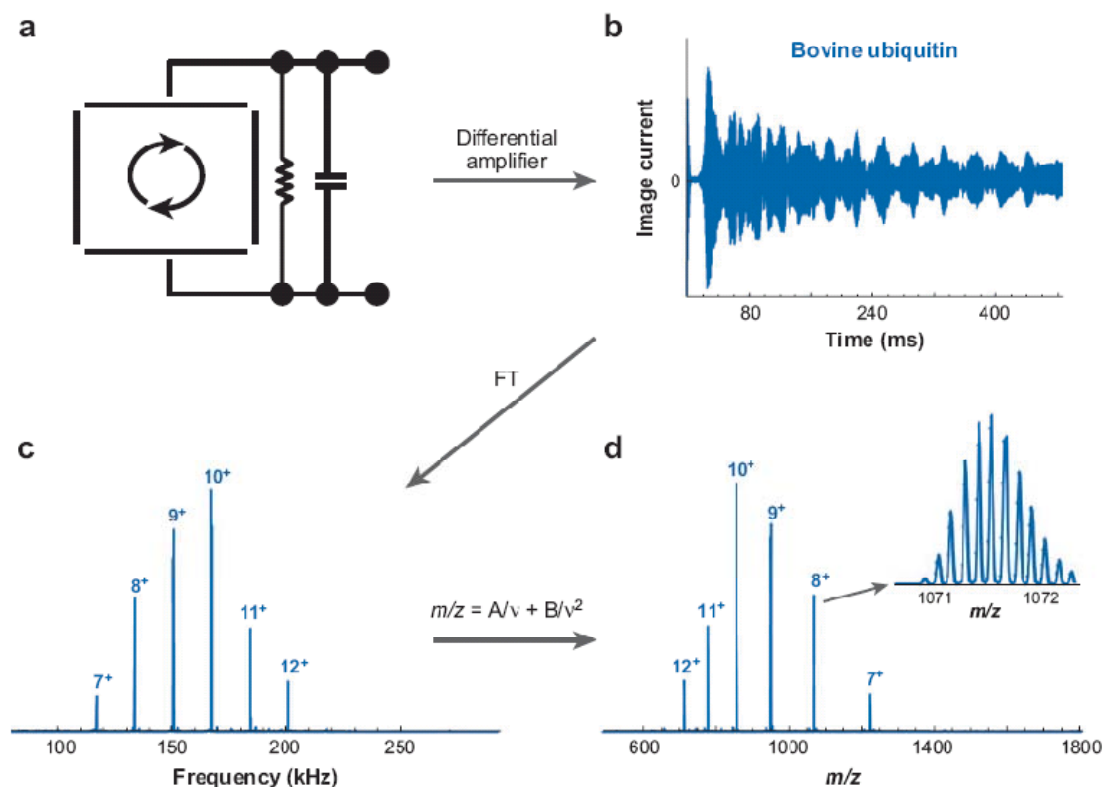 a
Differential
amplifier
b
Bovine ubiquitin
Image current
0
80 240 400
Time (ms)
FT
c
7+
8+
9+
10+
11+
12+
100 150 200 250
Frequency (kHz)
m/z = A/ν + B/ν²
d
12+
11+
10+
9+
8+
7+
1071 1072
m/z
600 1000 1400 1800
m/z